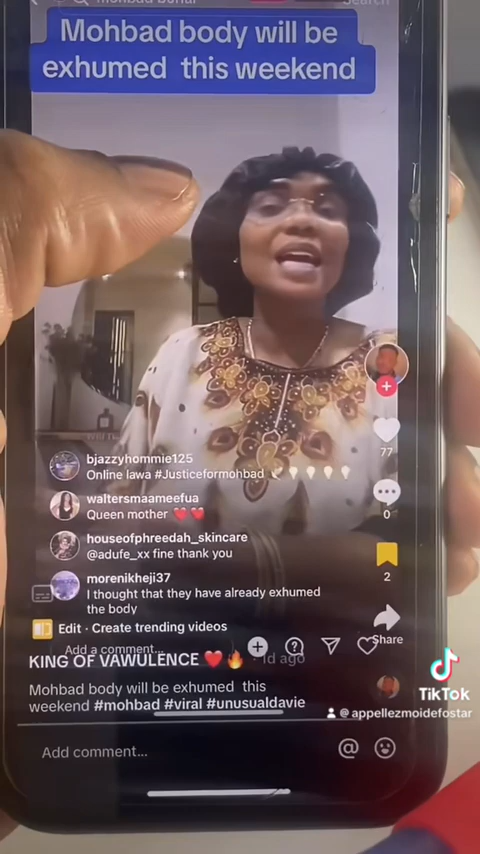 Search
Mohbad body will be
exhumed this weekend
77
bjazzyhommie125
Online lawa #Justiceformohbad
waltersmaameefua
Queen mother ❤️❤️
0
houseofphreedah_skincare
@adufe_xx fine thank you
2
morenikheji37
I thought that they have already exhumed
the body
Edit · Create trending videos
Share
Add a comment...
KING OF VAWULENCE ❤️🔥 · 1d ago
Mohbad body will be exhumed this
weekend #mohbad #viral #unusualdavie
TikTok
@appellezmoidefostar
Add comment...